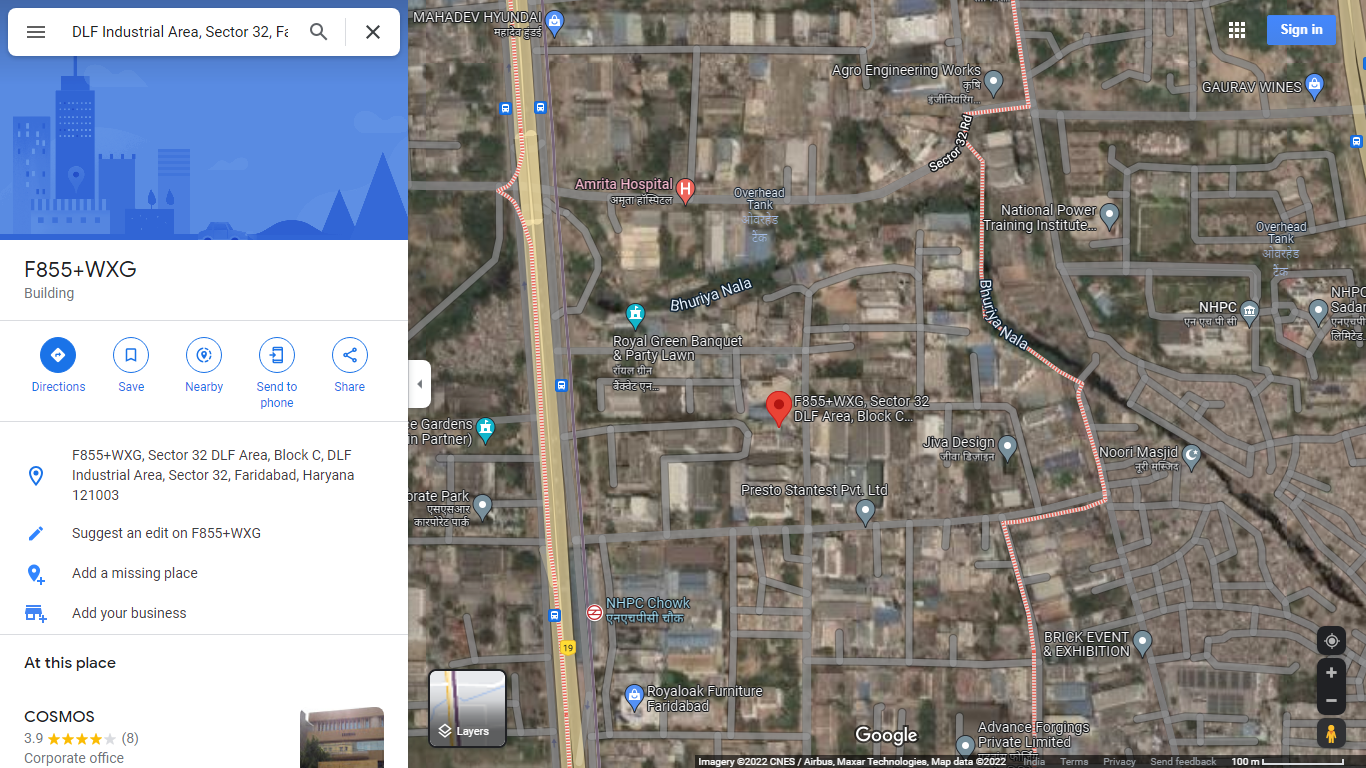 DLF Industrial Area, Sector 32, Fa
F855+WXG
Building
Directions
Save
Nearby
Send to
phone
Share
F855+WXG, Sector 32 DLF Area, Block C, DLF
Industrial Area, Sector 32, Faridabad, Haryana
121003
Suggest an edit on F855+WXG
Add a missing place
Add your business
At this place
COSMOS
3.9 (8)
Corporate office
MAHADEV HYUNDAI
महादेव हुंडई
Sign in
Agro Engineering Works
कृषि
इंजीनियरिंग...
GAURAV WINES
Sector 32 Rd
Amrita Hospital
अमृता हॉस्पिटल
Overhead
Tank
ओवरहेड
टैंक
National Power
Training Institute...
Overhead
Tank
ओवरहेड
टैंक
Bhuriya Nala
Bhuriya Nala
NHPC
एन एच पी सी
NHPC
Sadan
एनएचपी
लिमिटेड
Royal Green Banquet
& Party Lawn
रॉयल ग्रीन
बैंक्वेट एन...
F855+WXG, Sector 32
DLF Area, Block C...
ce Gardens
in Partner)
Jiva Design
जीवा डिज़ाइन
Noori Masjid
नूरी मस्जिद
Presto Stantest Pvt. Ltd
orate Park
एसएसआर
कारपोरेट पार्क
NHPC Chowk
एनएचपीसी चौक
19
BRICK EVENT
& EXHIBITION
Royaloak Furniture
Faridabad
Layers
Google
Advance Forgings
Private Limited
Imagery ©2022 CNES / Airbus, Maxar Technologies, Map data ©2022 India Terms Privacy Send feedback 100 m